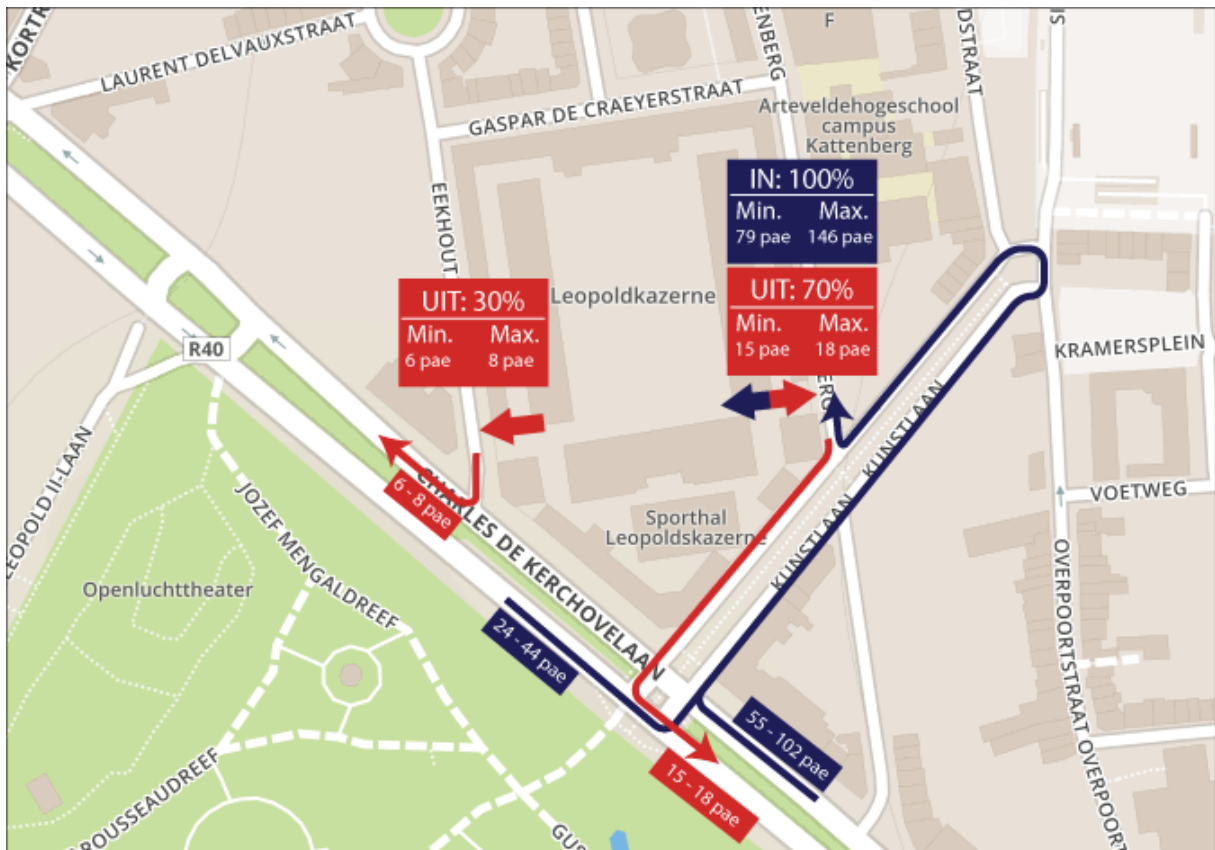 KORTR
LAURENT DELVAUXSTRAAT
GASPAR DE CRAEYERSTRAAT
ENBERG
F
DSTRAAT
IS
Arteveldehogeschool
campus
Kattenberg
EEKHOUT
IN: 100%
Min. Max.
79 pae 146 pae
UIT: 30%
Min. Max.
6 pae 8 pae
Leopoldkazerne
UIT: 70%
Min. Max.
15 pae 18 pae
R40
KRAMERSPLEIN
ERG
KUNSTLAAN
KUNSTLAAN
LEOPOLD II-LAAN
JOZEF MENGALDREEF
CHARLES DE KERCHOVELAAN
6 - 8 pae
VOETWEG
Sporthal
Leopoldskazerne
Openluchttheater
24 - 44 pae
55 - 102 pae
15 - 18 pae
OVERPOORTSTRAAT
OVERPOORT
ROUSSEAUDREEF
GUS